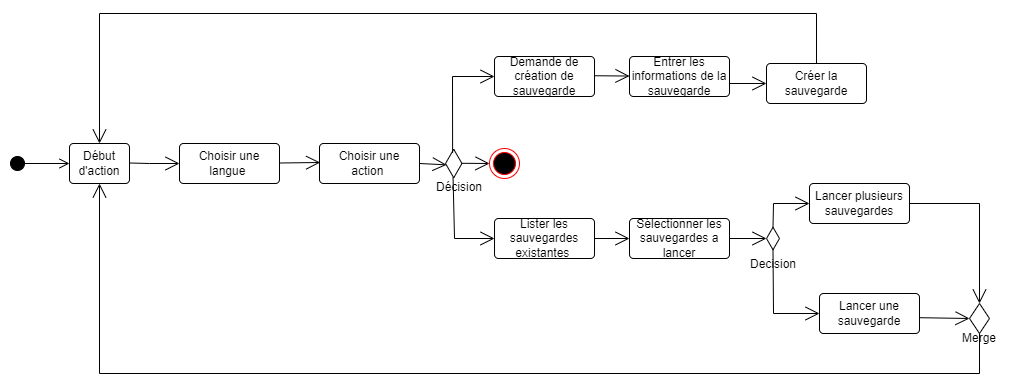 Début
d'action
Choisir une
langue
Choisir une
action
Décision
Demande de
création de
sauvegarde
Entrer les
informations de la
sauvegarde
Créer la
sauvegarde
Lister les
sauvegardes
existantes
Sélectionner les
sauvegardes a
lancer
Decision
Lancer plusieurs
sauvegardes
Lancer une
sauvegarde
Merge